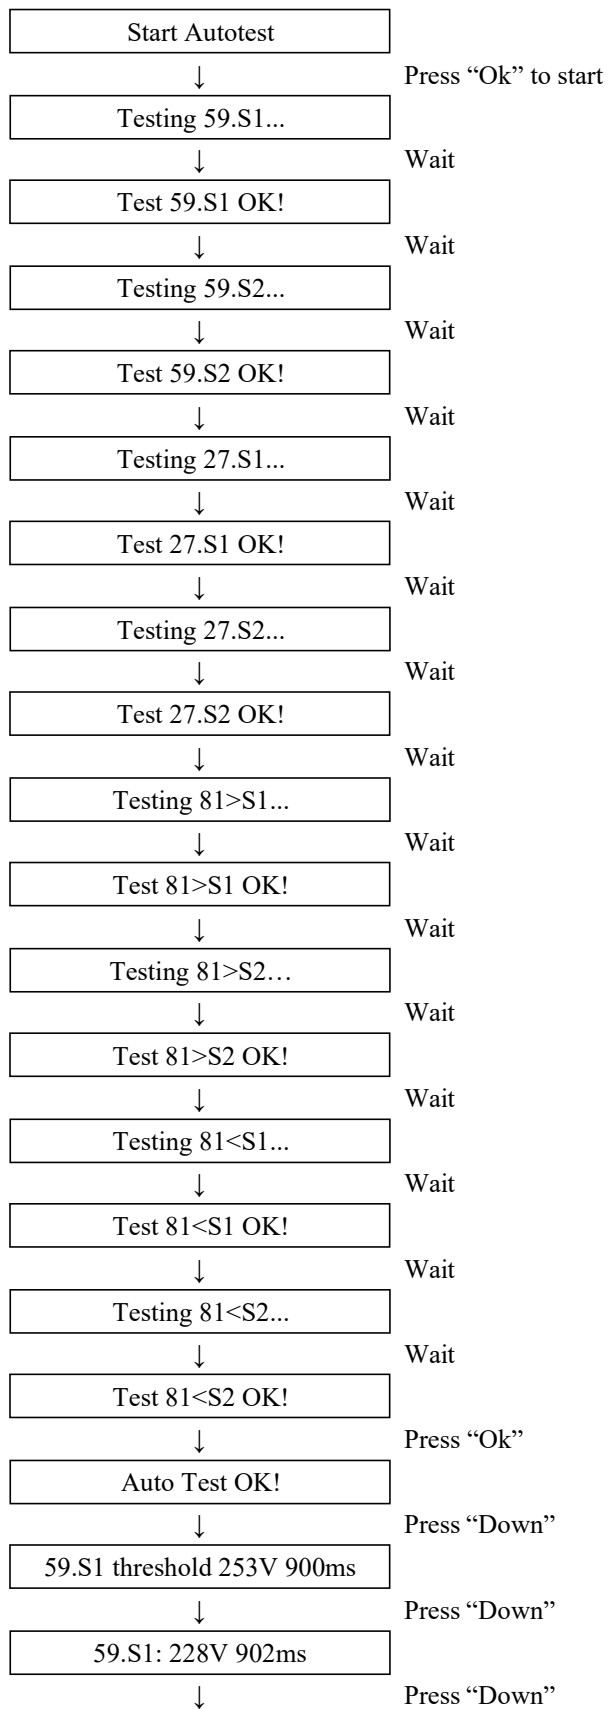 Start Autotest
↓ Press “Ok” to start
Testing 59.S1...
↓ Wait
Test 59.S1 OK!
↓ Wait
Testing 59.S2...
↓ Wait
Test 59.S2 OK!
↓ Wait
Testing 27.S1...
↓ Wait
Test 27.S1 OK!
↓ Wait
Testing 27.S2...
↓ Wait
Test 27.S2 OK!
↓ Wait
Testing 81>S1...
↓ Wait
Test 81>S1 OK!
↓ Wait
Testing 81>S2…
↓ Wait
Test 81>S2 OK!
↓ Wait
Testing 81<S1...
↓ Wait
Test 81<S1 OK!
↓ Wait
Testing 81<S2...
↓ Wait
Test 81<S2 OK!
↓ Press “Ok”
Auto Test OK!
↓ Press “Down”
59.S1 threshold 253V 900ms
↓ Press “Down”
59.S1: 228V 902ms
↓ Press “Down”